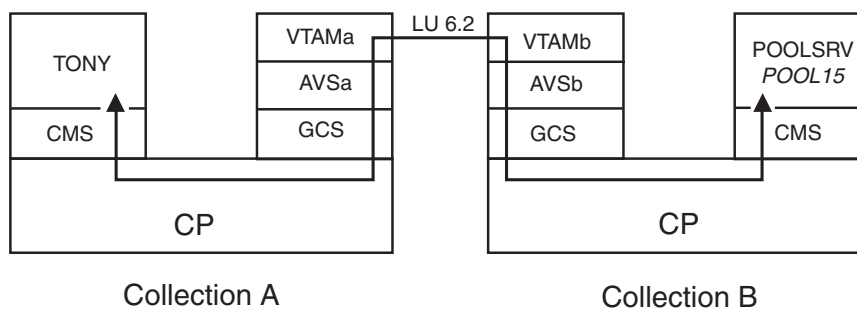 LU 6.2
TONY
CMS
VTAMa
AVSa
GCS
CP
Collection A
VTAMb
AVSb
GCS
POOLSRV
POOL15
CMS
CP
Collection B